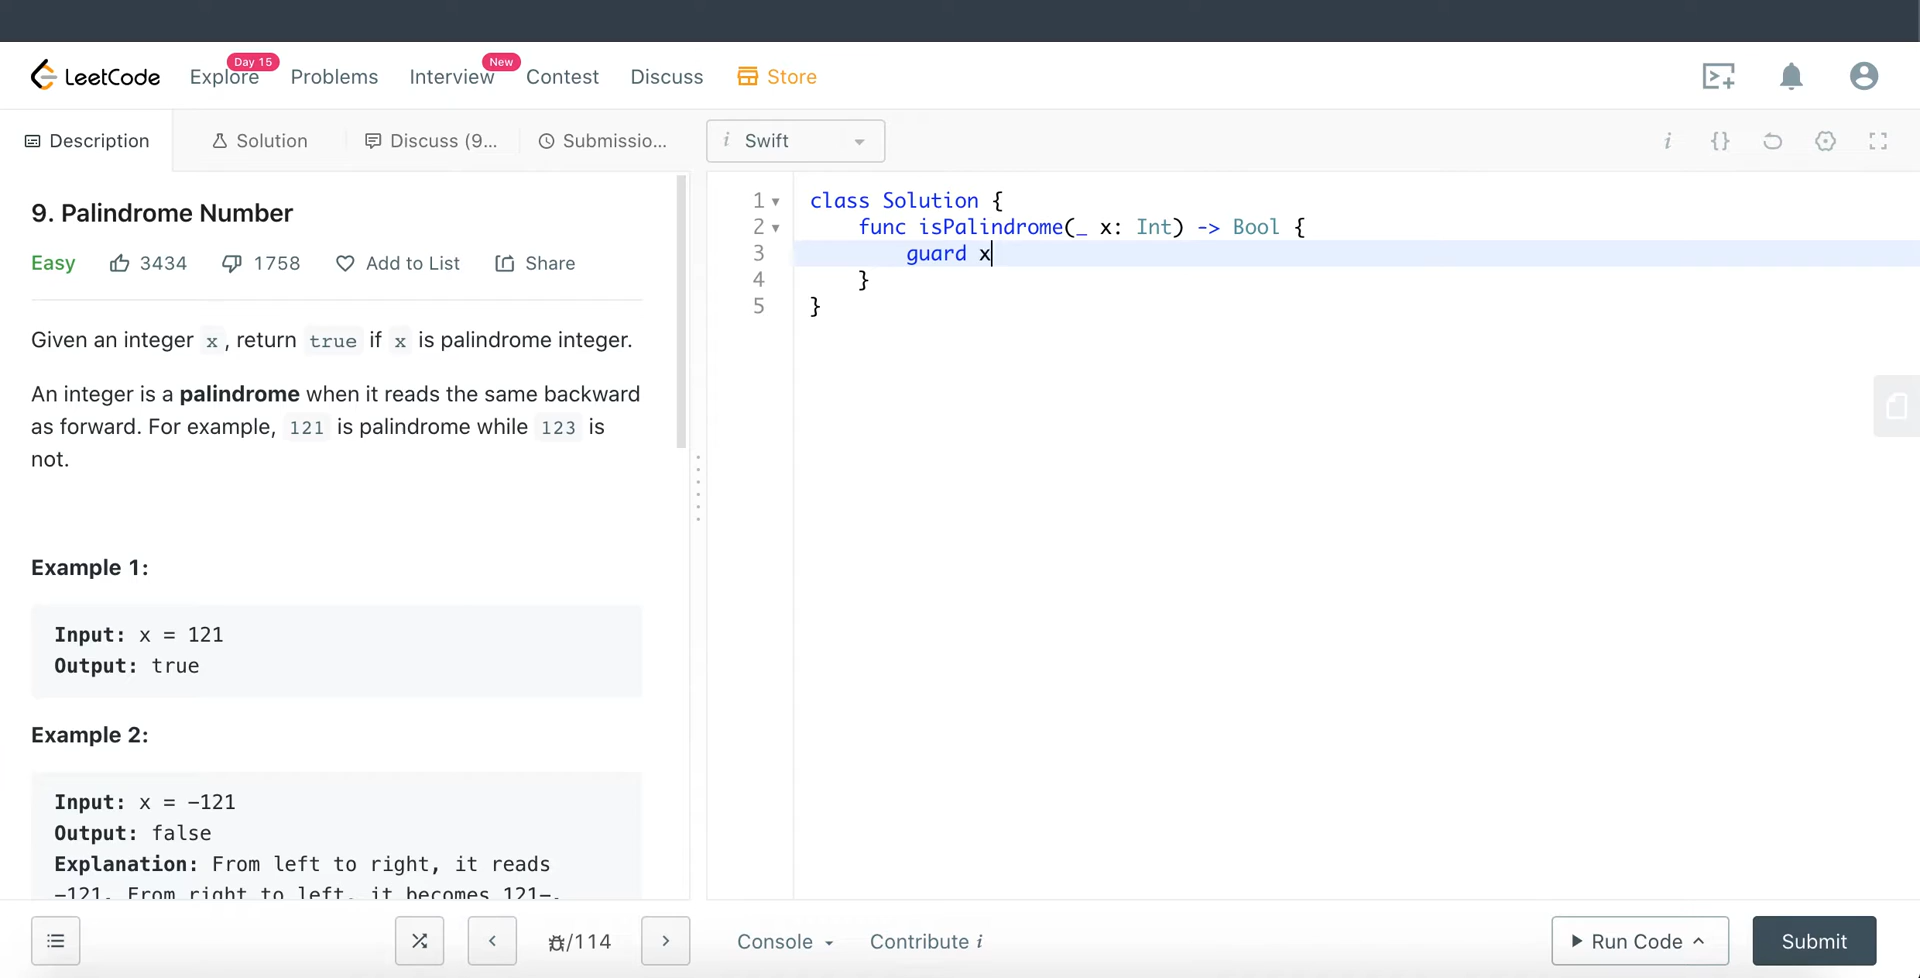 LeetCode Explore Day 15 Problems Interview New Contest Discuss Store
Description Solution Discuss (9... Submissio... i Swift i {}
9. Palindrome Number
Easy 3434 1758 Add to List Share
Given an integer x, return true if x is palindrome integer.
An integer is a palindrome when it reads the same backward
as forward. For example, 121 is palindrome while 123 is
not.
Example 1:
Input: x = 121
Output: true
Example 2:
Input: x = -121
Output: false
Explanation: From left to right, it reads
-121. From right to left, it becomes 121-.
1 class Solution {
2 func isPalindrome(_ x: Int) -> Bool {
3 guard x
4 }
5 }
/114 Console Contribute i Run Code Submit